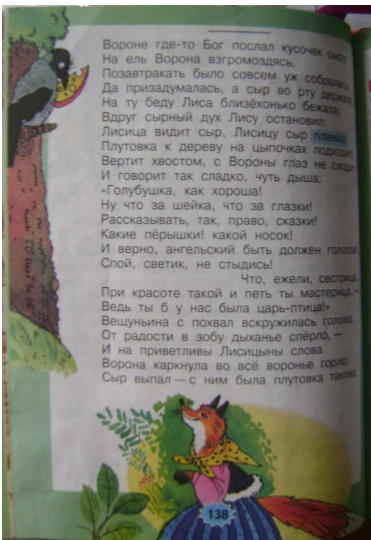 Вороне где-то Бог послал кусочек сыру;
На ель Ворона взгромоздясь,
Позавтракать было совсем уж собралась,
Да призадумалась, а сыр во рту держала.
На ту беду Лиса близёхонько бежала;
Вдруг сырный дух Лису остановил:
Лисица видит сыр, Лисицу сыр пленил.
Плутовка к дереву на цыпочках подходит;
Вертит хвостом, с Вороны глаз не сводит
И говорит так сладко, чуть дыша:
«Голубушка, как хороша!
Ну что за шейка, что за глазки!
Рассказывать, так, право, сказки!
Какие пёрышки! какой носок!
И верно, ангельский быть должен голосок!
Спой, светик, не стыдись!
Что, ежели, сестрица,
При красоте такой и петь ты мастерица, –
Ведь ты б у нас была царь-птица!»
Вещуньина с похвал вскружилась голова,
От радости в зобу дыханье спёрло, –
И на приветливы Лисицыны слова
Ворона каркнула во всё воронье горло:
Сыр выпал – с ним была плутовка такова.
138